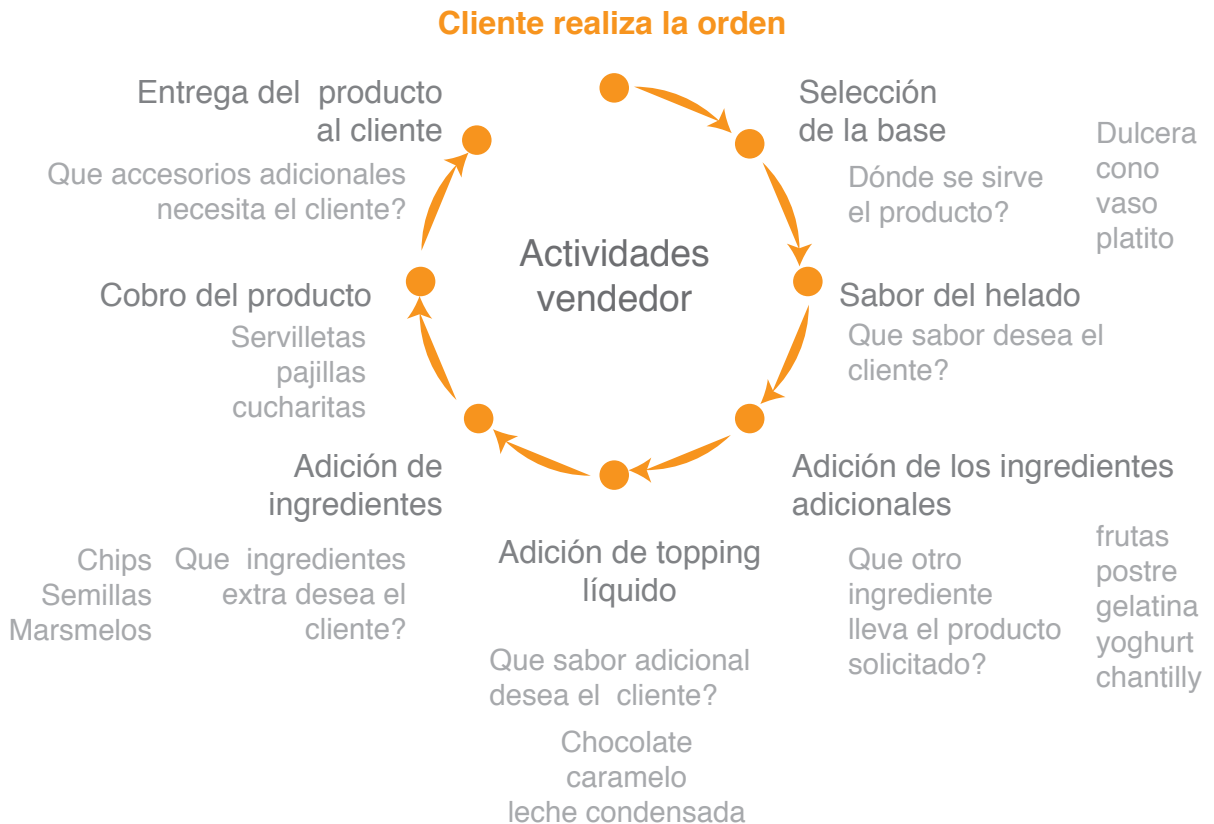 Cliente realiza la orden
Selección
de la base
Dónde se sirve
el producto?
Dulcera
cono
vaso
platito
Sabor del helado
Que sabor desea el
cliente?
Adición de los ingredientes
adicionales
Que otro
ingrediente
lleva el producto
solicitado?
frutas
postre
gelatina
yoghurt
chantilly
Adición de topping
líquido
Que sabor adicional
desea el cliente?
Chocolate
caramelo
leche condensada
Adición de
ingredientes
Que ingredientes
extra desea el
cliente?
Chips
Semillas
Marsmelos
Cobro del producto
Servilletas
pajillas
cucharitas
Entrega del producto
al cliente
Que accesorios adicionales
necesita el cliente?
Actividades
vendedor